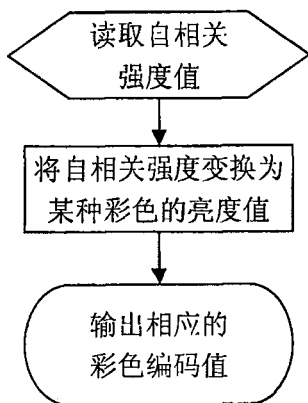 读取自相关
强度值
将自相关强度变换为
某种彩色的亮度值
输出相应的
彩色编码值